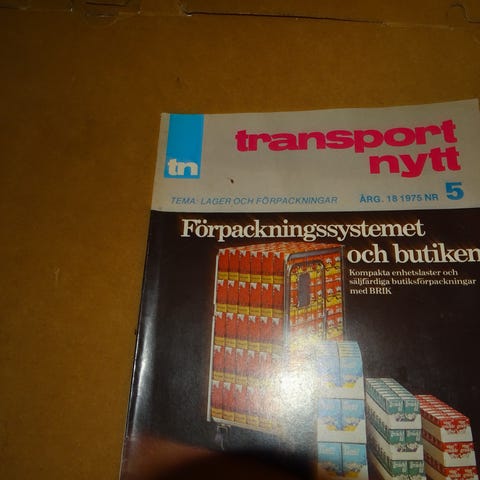 transport
nytt
tn
TEMA: LAGER OCH FÖRPACKNINGAR
ÅRG. 18 1975 NR 5
Förpackningssystemet
och butiken
Kompakta enhetslaster och
säljfärdiga butiksförpackningar
med BRIK